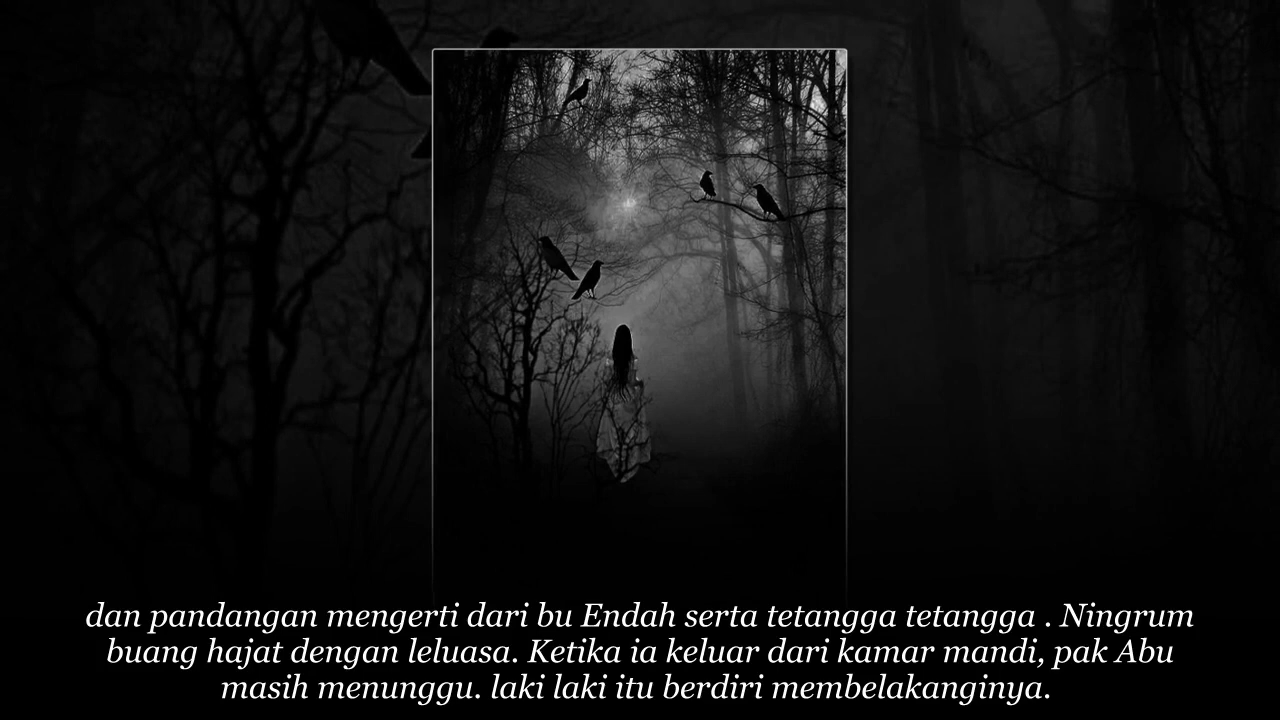 dan pandangan mengerti dari bu Endah serta tetangga tetangga . Ningrum
buang hajat dengan leluasa. Ketika ia keluar dari kamar mandi, pak Abu
masih menunggu. laki laki itu berdiri membelakanginya.